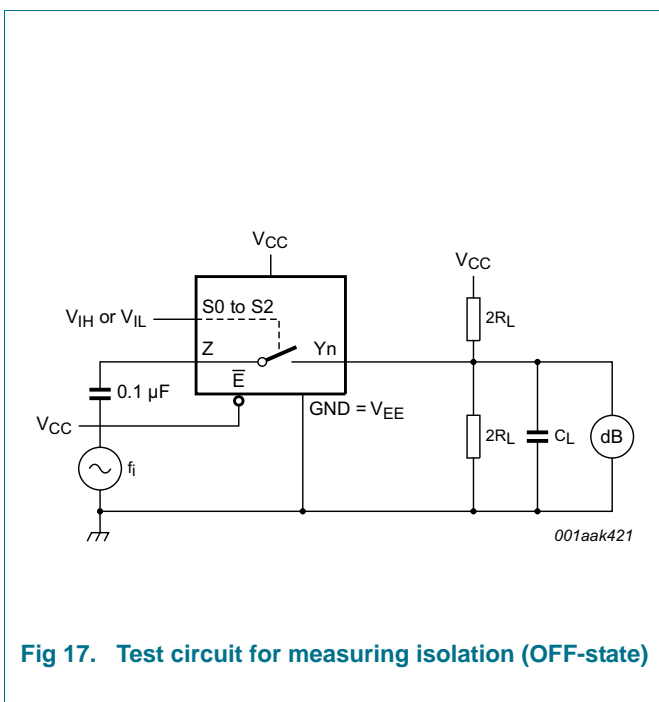 VCC
VCC
VIH or VIL
S0 to S2
2RL
Z
Yn
E
0.1 µF
GND = VEE
VCC
2RL
CL
dB
fi
001aak421
Fig 17. Test circuit for measuring isolation (OFF-state)